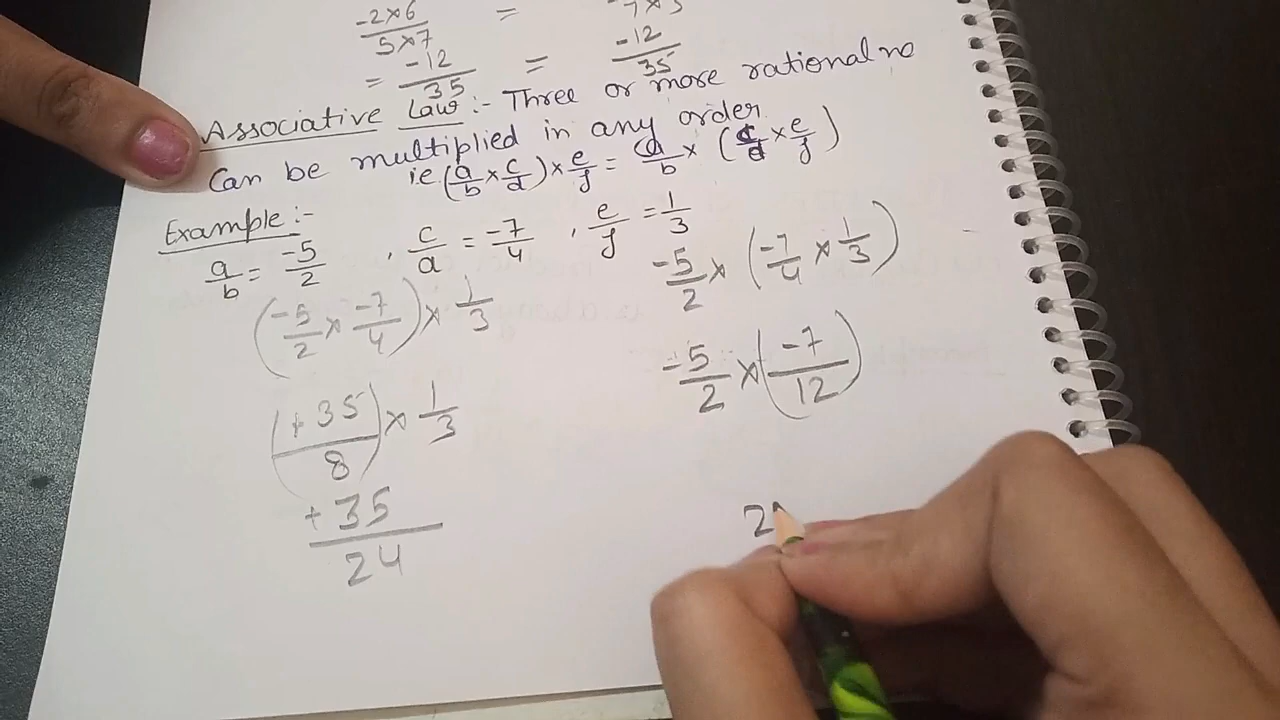 -2×6/5×7 =
= -12/35 = -12/35
Associative Law :- Three or more rational no
Can be multiplied in any order
i.e (a/b × c/d) × e/f = a/b × (c/d × e/f)
Example :-
a/b = -5/2 , c/d = -7/4 , e/f = 1/3
(-5/2 × -7/4) × 1/3
-5/2 × (-7/4 × 1/3)
(+35/8) × 1/3
-5/2 × (-7/12)
+35/24
2